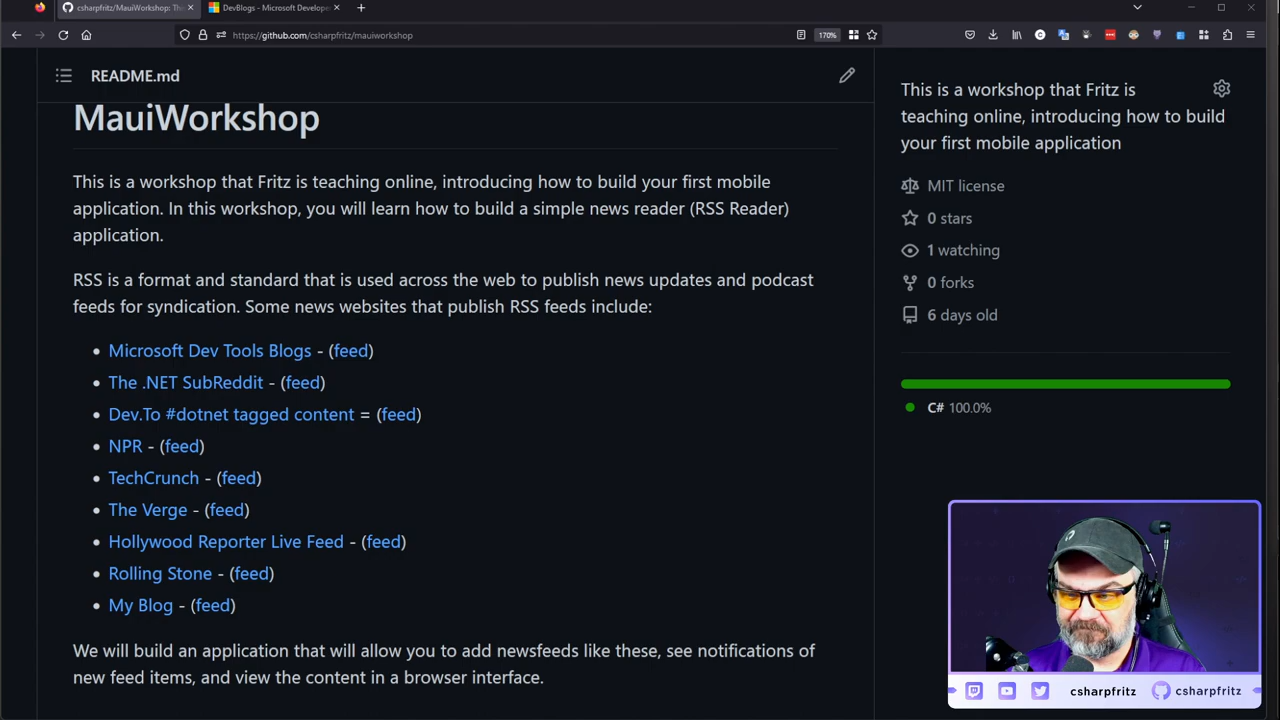 csharpfritz/MauiWorkshop: Th
DevBlogs - Microsoft Develope
https://github.com/csharpfritz/mauiworkshop
170%
README.md
MauiWorkshop
This is a workshop that Fritz is teaching online, introducing how to build your first mobile
application. In this workshop, you will learn how to build a simple news reader (RSS Reader)
application.
RSS is a format and standard that is used across the web to publish news updates and podcast
feeds for syndication. Some news websites that publish RSS feeds include:
Microsoft Dev Tools Blogs - (feed)
The .NET SubReddit - (feed)
Dev.To #dotnet tagged content = (feed)
NPR - (feed)
TechCrunch - (feed)
The Verge - (feed)
Hollywood Reporter Live Feed - (feed)
Rolling Stone - (feed)
My Blog - (feed)
We will build an application that will allow you to add newsfeeds like these, see notifications of
new feed items, and view the content in a browser interface.
This is a workshop that Fritz is
teaching online, introducing how to build
your first mobile application
MIT license
0 stars
1 watching
0 forks
6 days old
C# 100.0%
csharpfritz
csharpfritz